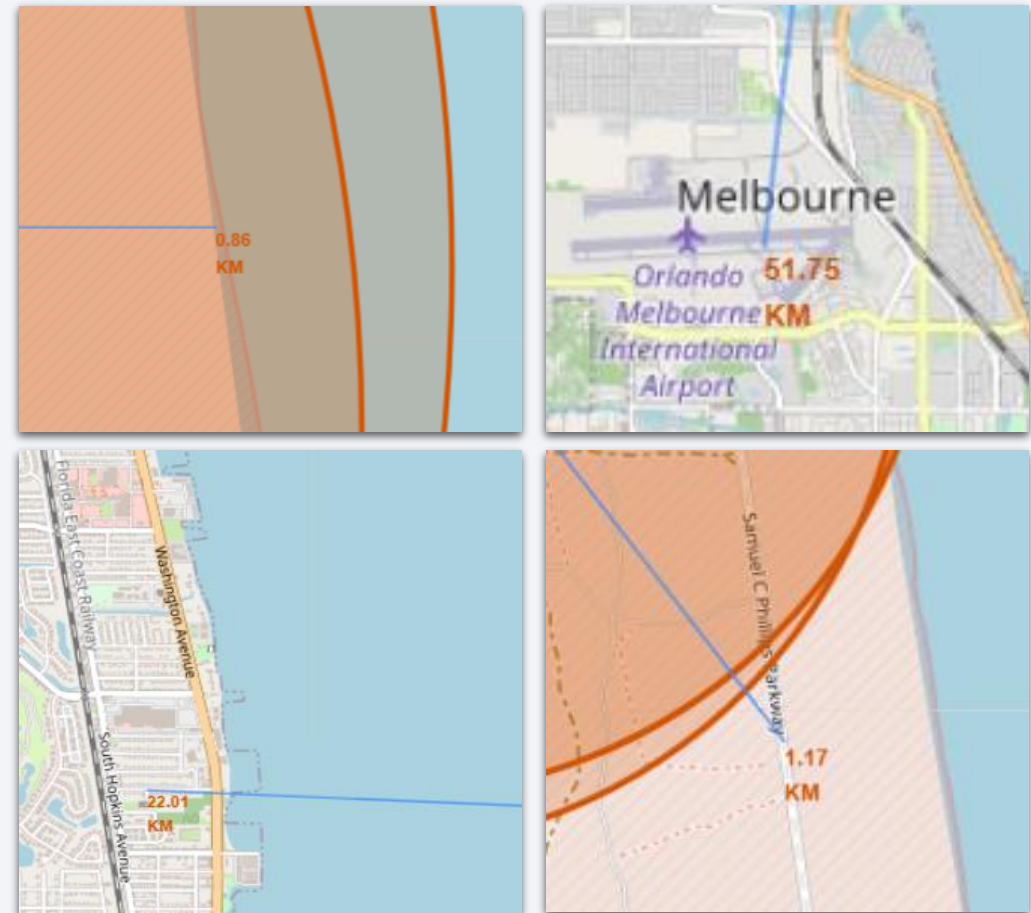 0.86
KM
Melbourne
51.75
KM
Orlando
Melbourne
International
Airport
Florida East Coast Railway
Washington Avenue
South Hopkins Avenue
22.01
KM
Samuel C Phillips Parkway
1.17
KM